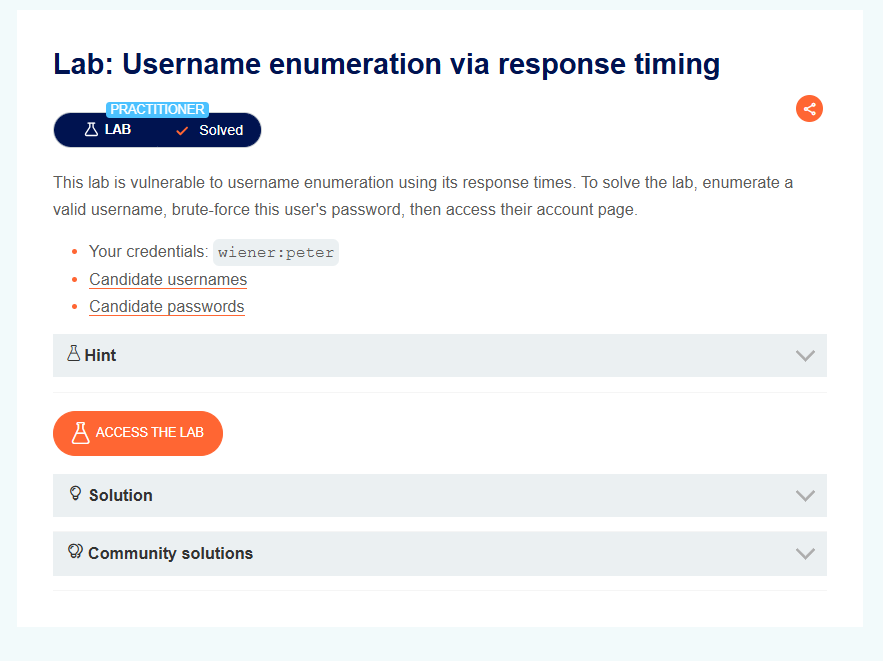 Lab: Username enumeration via response timing
PRACTITIONER
LAB Solved
This lab is vulnerable to username enumeration using its response times. To solve the lab, enumerate a
valid username, brute-force this user's password, then access their account page.
Your credentials: wiener:peter
Candidate usernames
Candidate passwords
Hint
ACCESS THE LAB
Solution
Community solutions